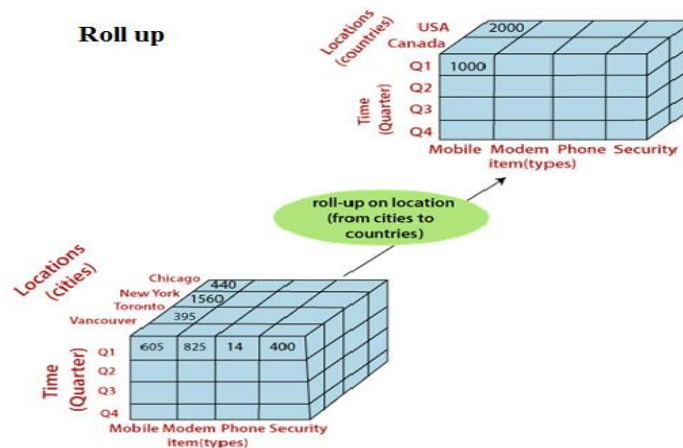 Roll up
Locations
(countries)
USA
Canada
2000
Time
(Quarter)
Q1
Q2
Q3
Q4
1000
Mobile Modem Phone Security
item(types)
roll-up on location
(from cities to
countries)
Locations
(cities)
Chicago
New York
Toronto
Vancouver
440
1560
395
Time
(Quarter)
Q1
Q2
Q3
Q4
605 825 14 400
Mobile Modem Phone Security
item(types)